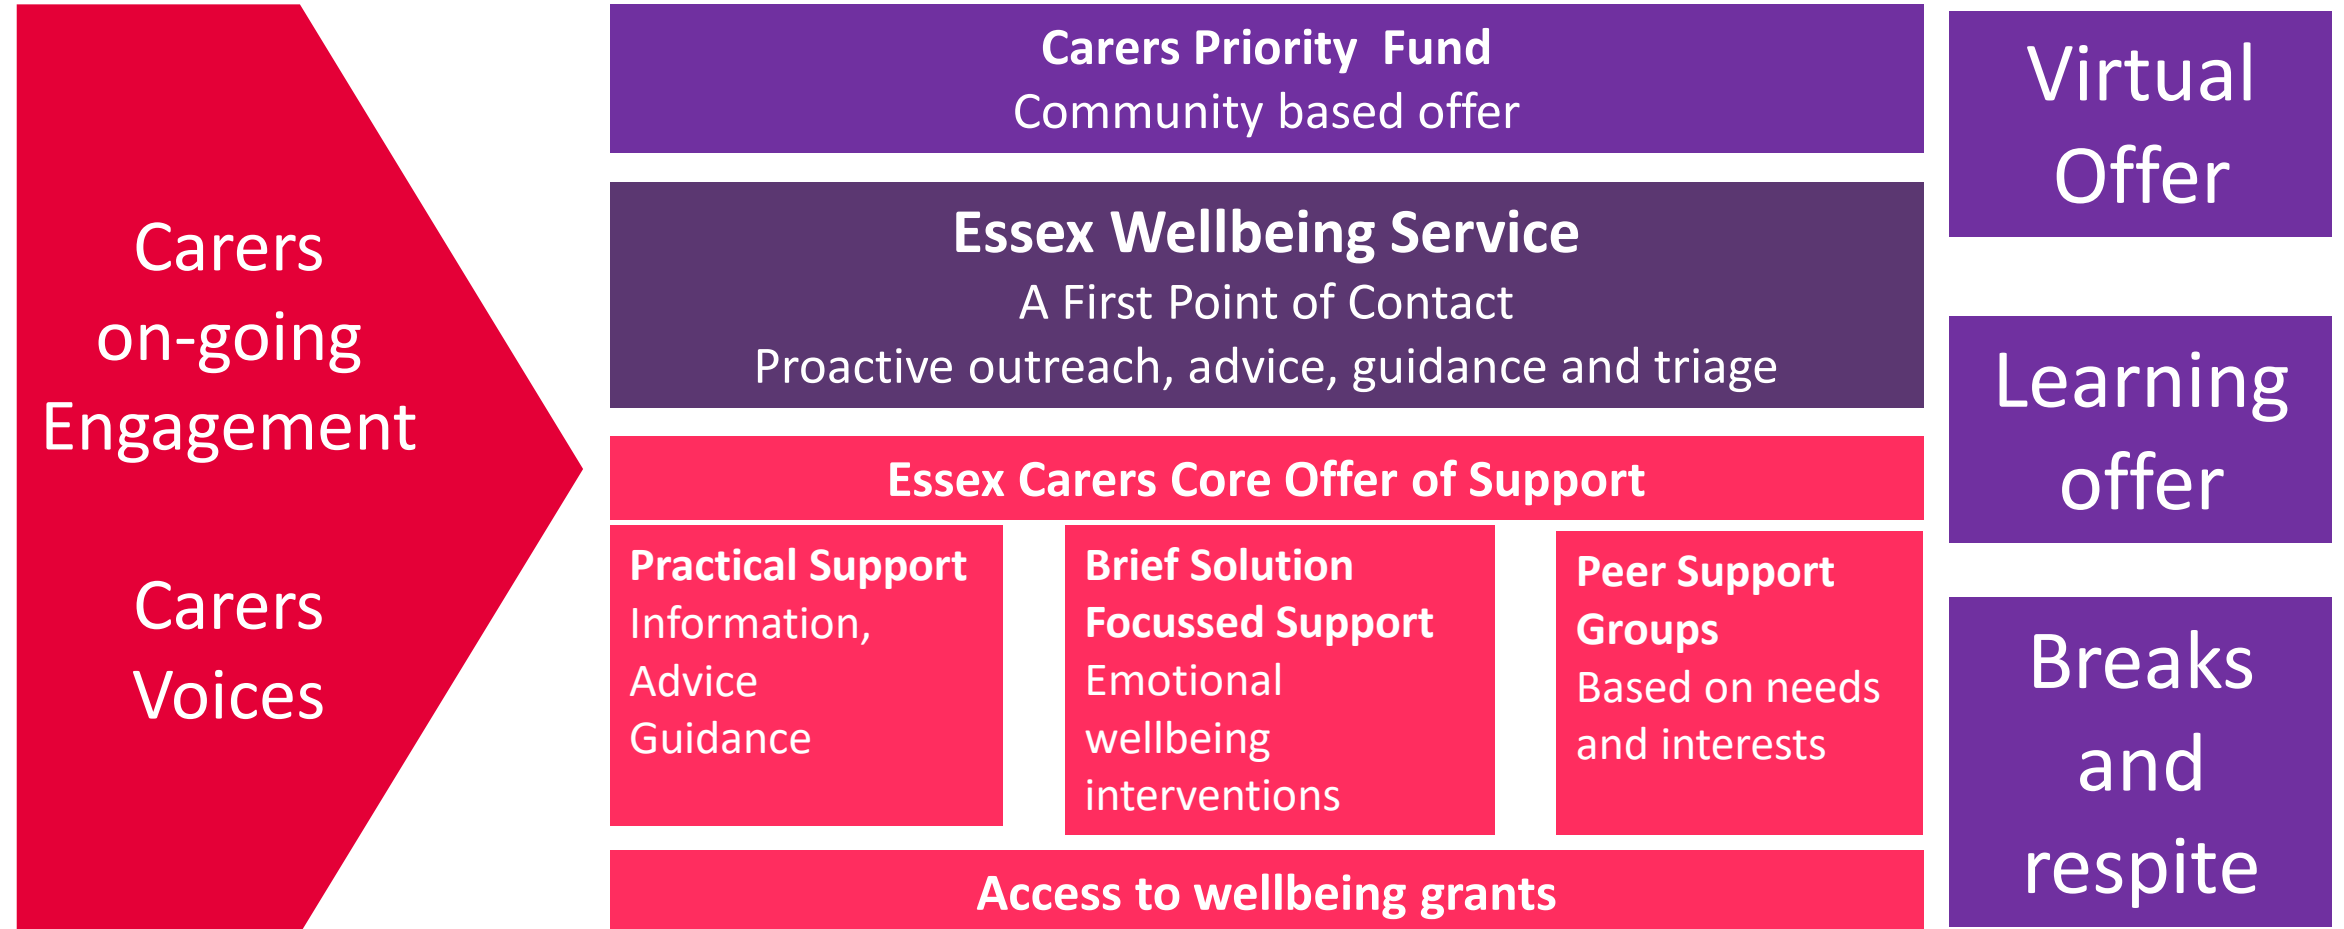 Carers
on-going
Engagement
Carers
Voices
Carers Priority  Fund
Community based offer
Essex Wellbeing Service
A First Point of Contact
Proactive outreach, advice, guidance and triage
Essex Carers Core Offer of Support
Practical Support
Information,
Advice
Guidance
Brief Solution
Focussed Support
Emotional
wellbeing
interventions
Peer Support
Groups
Based on needs
and interests
Access to wellbeing grants
Virtual
Offer
Learning
offer
Breaks
and
respite